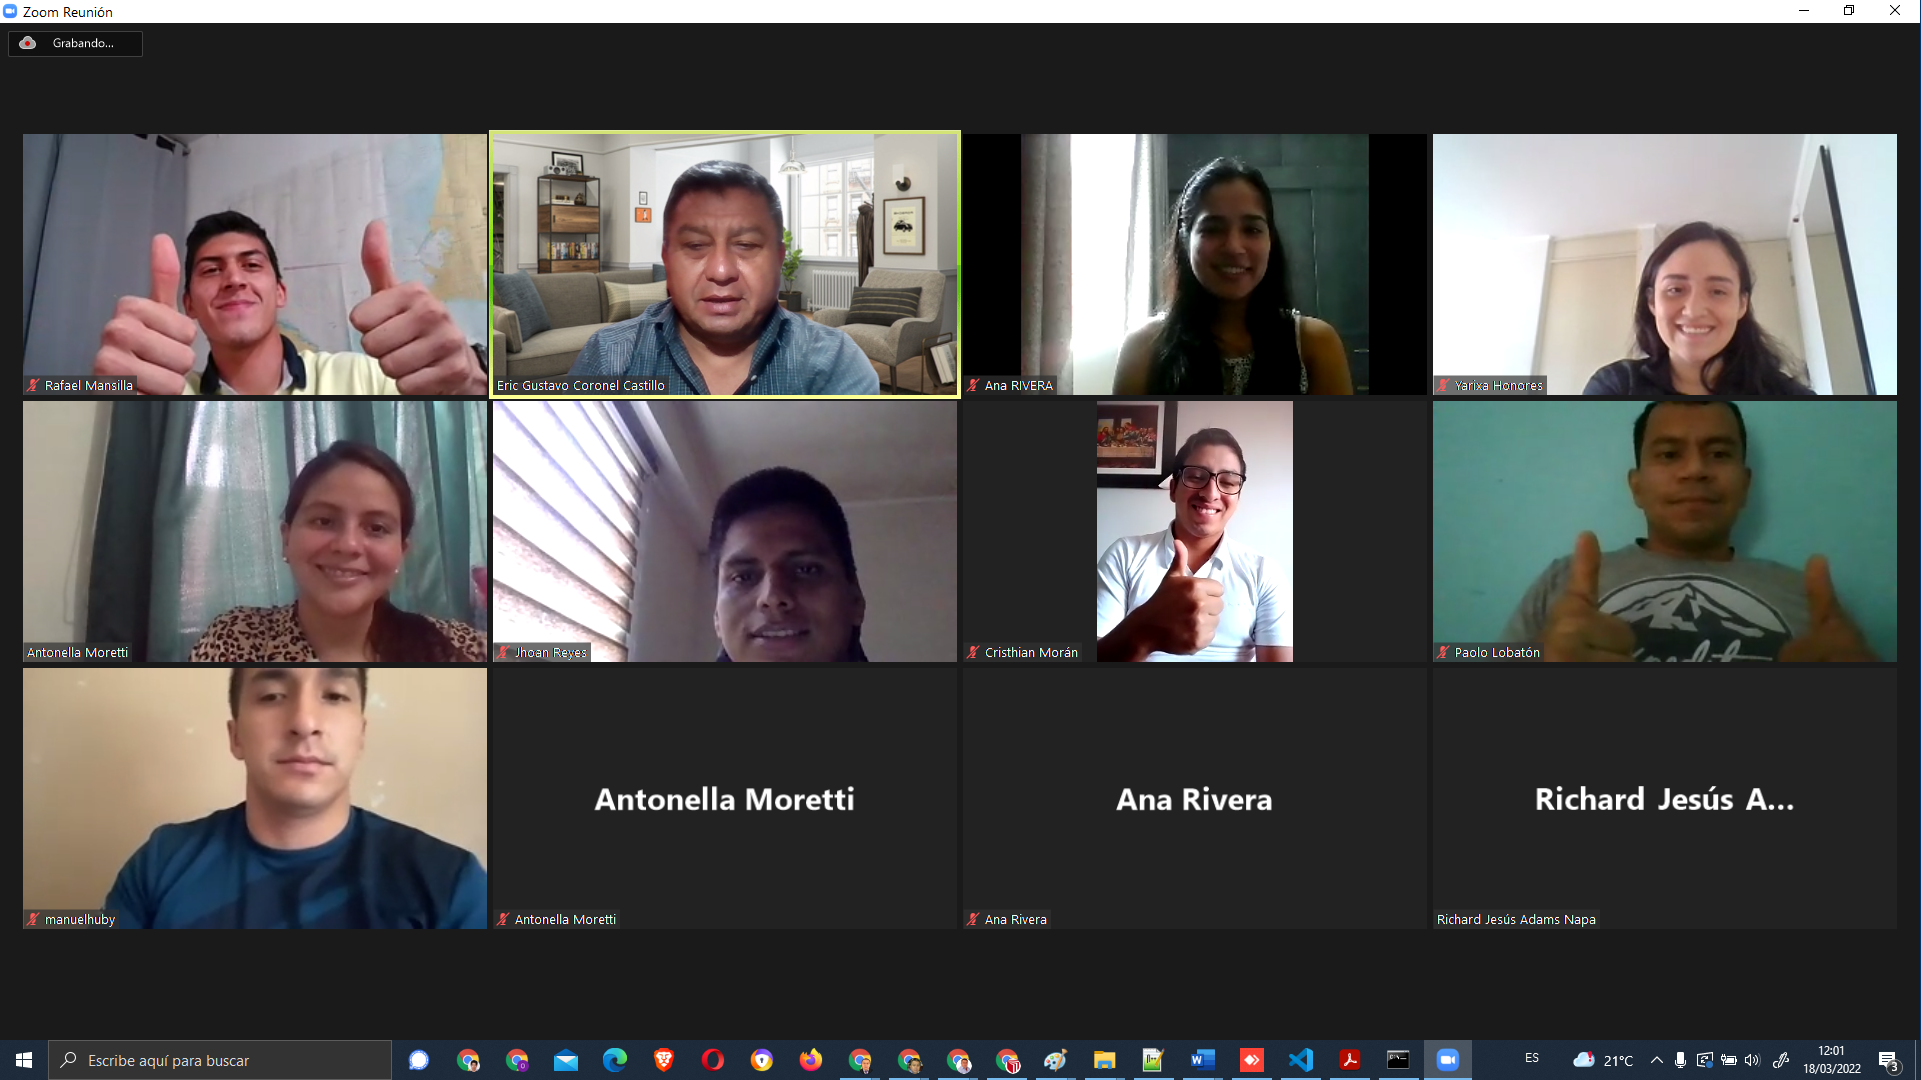 Zoom Reunión
Grabando...
Rafael Mansilla
Eric Gustavo Coronel Castillo
Ana RIVERA
Yarixa Honores
Antonella Moretti
Jhoan Reyes
Cristhian Morán
Paolo Lobatón
manuelhuby
Antonella Moretti
Antonella Moretti
Ana Rivera
Ana Rivera
Richard Jesús A...
Richard Jesús Adams Napa
Escribe aquí para buscar
ES
21°C
12:01
18/03/2022
3